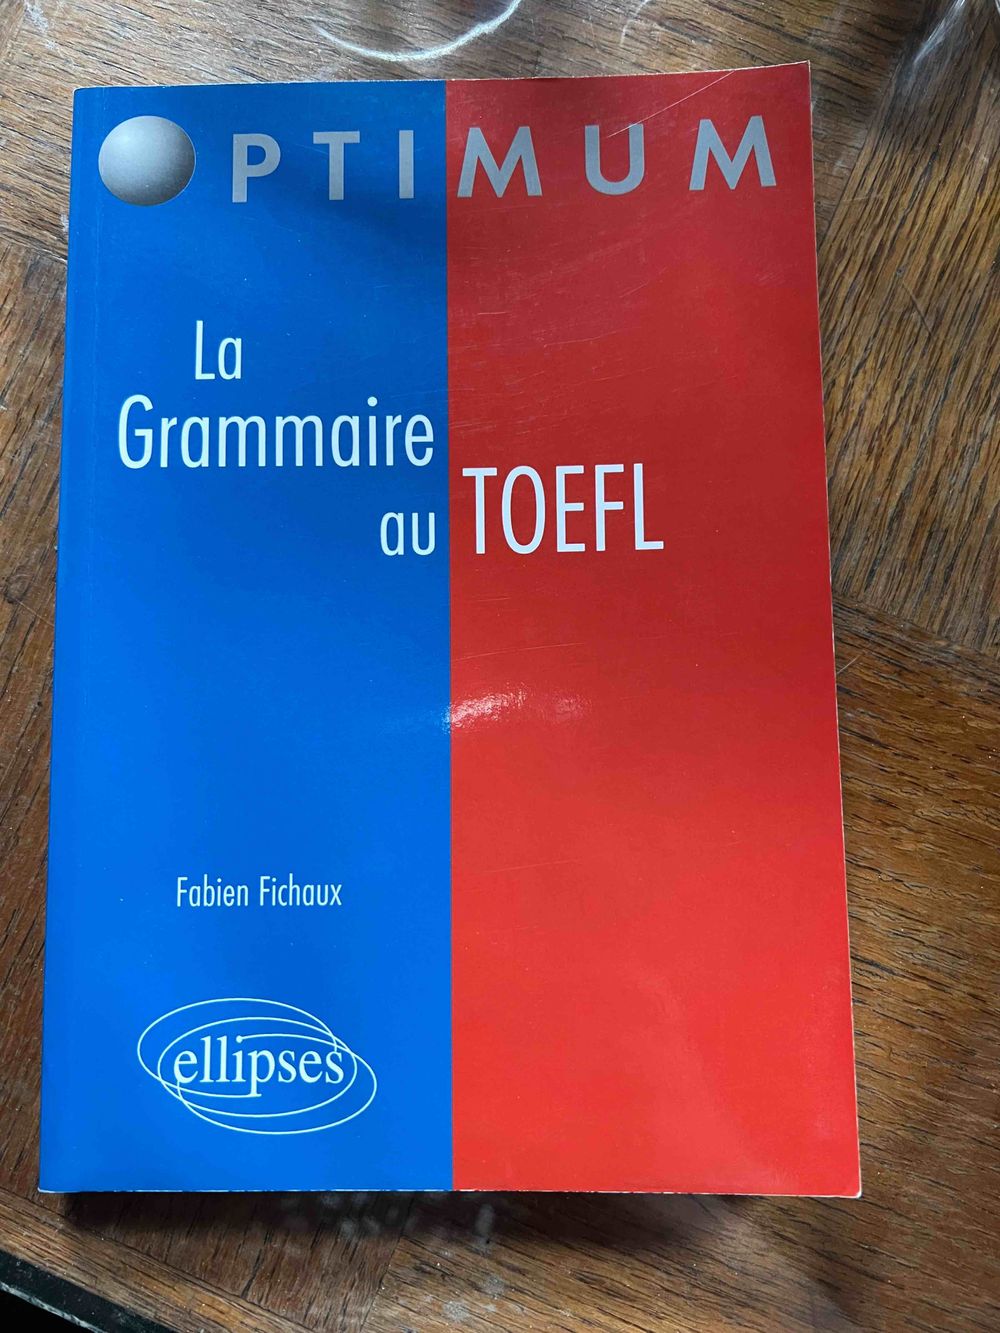 OPTIMUM
La
Grammaire
au TOEFL
Fabien Fichaux
ellipses